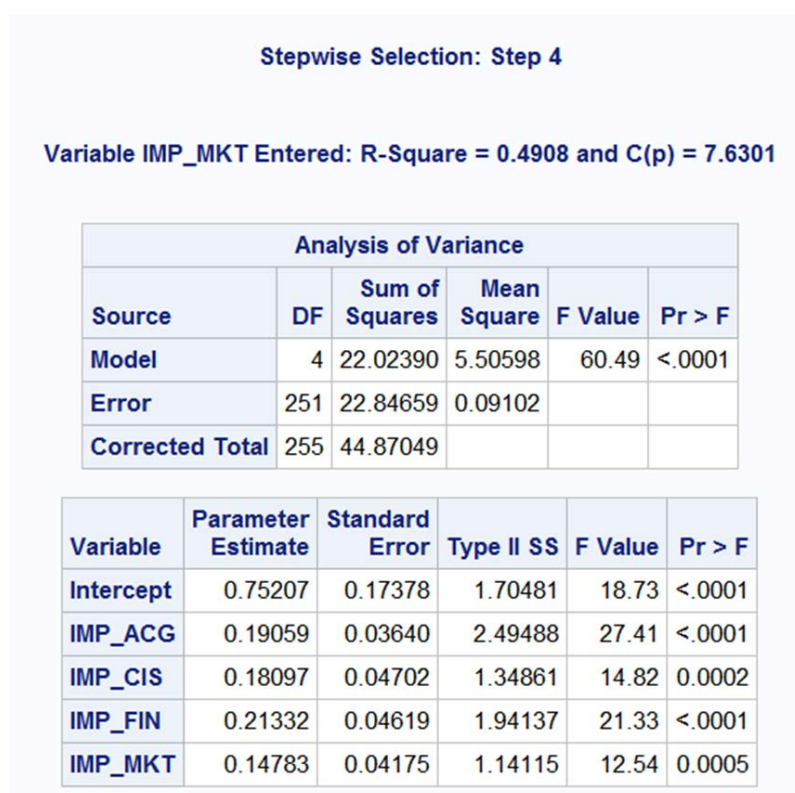 Stepwise Selection: Step 4
Variable IMP_MKT Entered: R-Square = 0.4908 and C(p) = 7.6301
Analysis of Variance
Source DF Sum of Squares Mean Square F Value Pr > F
Model 4 22.02390 5.50598 60.49 <.0001
Error 251 22.84659 0.09102
Corrected Total 255 44.87049
Variable Parameter Estimate Standard Error Type II SS F Value Pr > F
Intercept 0.75207 0.17378 1.70481 18.73 <.0001
IMP_ACG 0.19059 0.03640 2.49488 27.41 <.0001
IMP_CIS 0.18097 0.04702 1.34861 14.82 0.0002
IMP_FIN 0.21332 0.04619 1.94137 21.33 <.0001
IMP_MKT 0.14783 0.04175 1.14115 12.54 0.0005